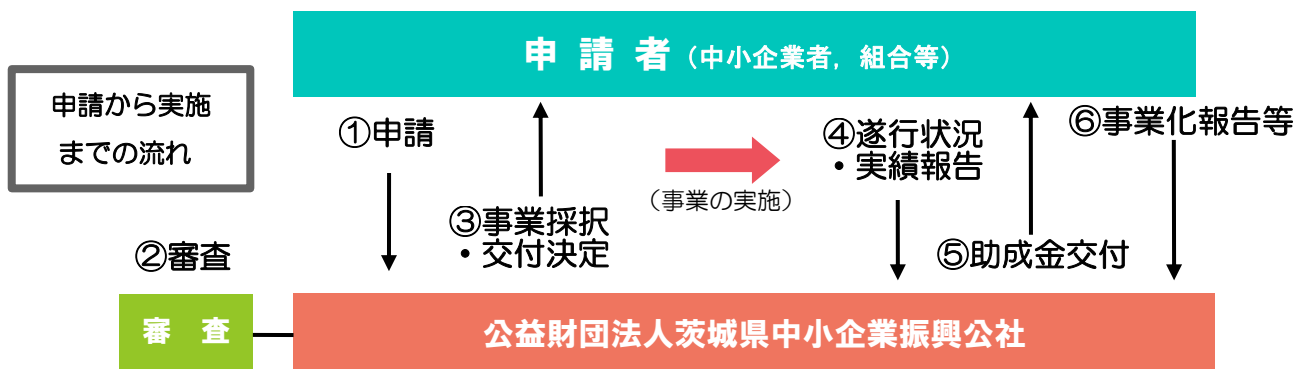 申 請 者（中小企業者，組合等）
申請から実施
までの流れ
①申請
②審査
③事業採択
・交付決定
（事業の実施）
④遂行状況
・実績報告
⑤助成金交付
⑥事業化報告等
審　査
公益財団法人茨城県中小企業振興公社